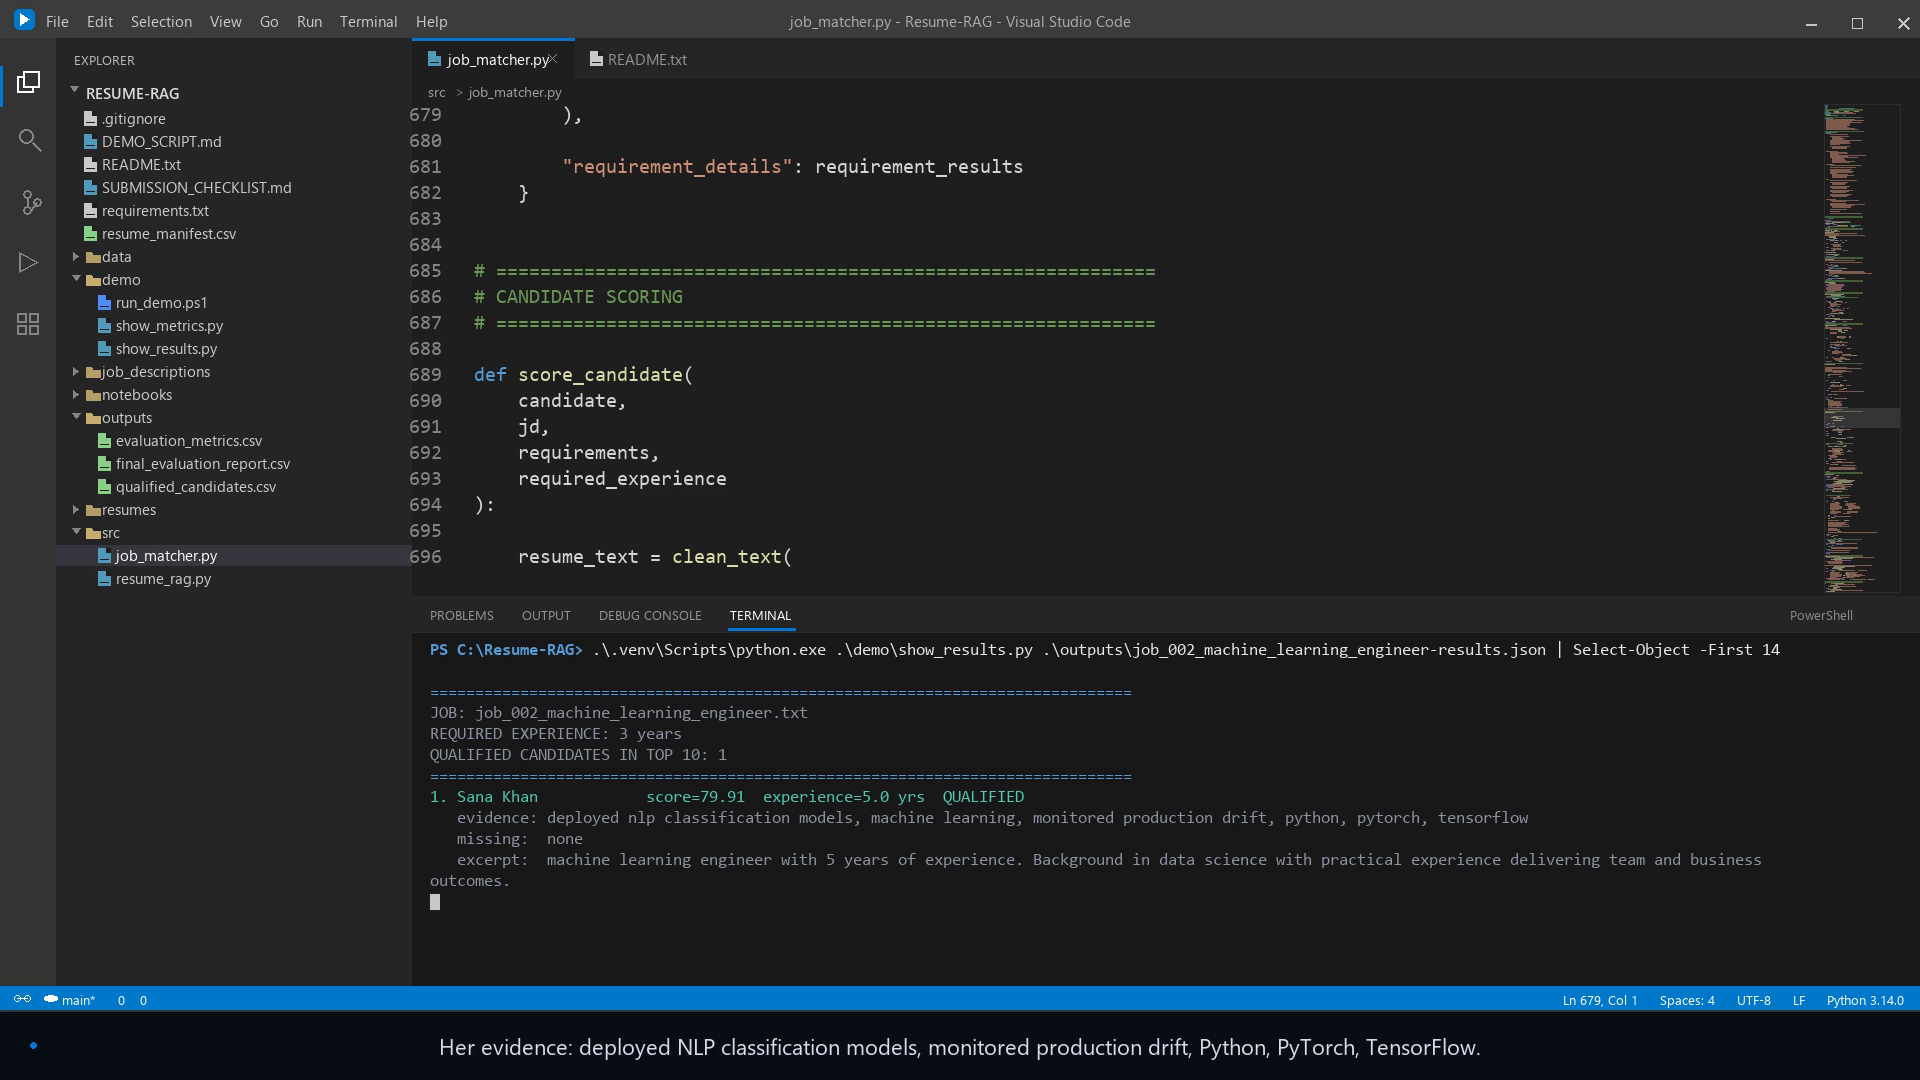 File Edit Selection View Go Run Terminal Help
job_matcher.py - Resume-RAG - Visual Studio Code
EXPLORER
RESUME-RAG
.gitignore
DEMO_SCRIPT.md
README.txt
SUBMISSION_CHECKLIST.md
requirements.txt
resume_manifest.csv
data
demo
run_demo.ps1
show_metrics.py
show_results.py
job_descriptions
notebooks
outputs
evaluation_metrics.csv
final_evaluation_report.csv
qualified_candidates.csv
resumes
src
job_matcher.py
resume_rag.py
job_matcher.py README.txt
src > job_matcher.py
679 ),
680
681 "requirement_details": requirement_results
682 }
683
684
685 # ============================================================
686 # CANDIDATE SCORING
687 # ============================================================
688
689 def score_candidate(
690 candidate,
691 jd,
692 requirements,
693 required_experience
694 ):
695
696 resume_text = clean_text(
PROBLEMS OUTPUT DEBUG CONSOLE TERMINAL PowerShell
PS C:\Resume-RAG> .\.venv\Scripts\python.exe .\demo\show_results.py .\outputs\job_002_machine_learning_engineer-results.json | Select-Object -First 14
==============================================================================
JOB: job_002_machine_learning_engineer.txt
REQUIRED EXPERIENCE: 3 years
QUALIFIED CANDIDATES IN TOP 10: 1
==============================================================================
1. Sana Khan score=79.91 experience=5.0 yrs QUALIFIED
evidence: deployed nlp classification models, machine learning, monitored production drift, python, pytorch, tensorflow
missing: none
excerpt: machine learning engineer with 5 years of experience. Background in data science with practical experience delivering team and business
outcomes.
main* 0 0 Ln 679, Col 1 Spaces: 4 UTF-8 LF Python 3.14.0
Her evidence: deployed NLP classification models, monitored production drift, Python, PyTorch, TensorFlow.